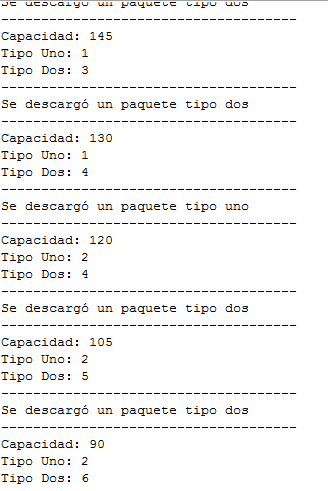 Se descargó un paquete tipo dos
-------------------------------------
Capacidad: 145
Tipo Uno: 1
Tipo Dos: 3
-------------------------------------
Se descargó un paquete tipo dos
-------------------------------------
Capacidad: 130
Tipo Uno: 1
Tipo Dos: 4
-------------------------------------
Se descargó un paquete tipo uno
-------------------------------------
Capacidad: 120
Tipo Uno: 2
Tipo Dos: 4
-------------------------------------
Se descargó un paquete tipo dos
-------------------------------------
Capacidad: 105
Tipo Uno: 2
Tipo Dos: 5
-------------------------------------
Se descargó un paquete tipo dos
-------------------------------------
Capacidad: 90
Tipo Uno: 2
Tipo Dos: 6